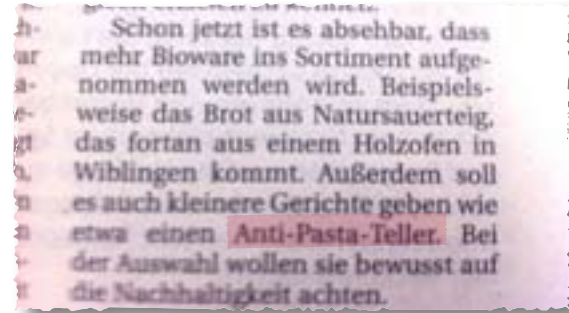 Schon jetzt ist es absehbar, dass
mehr Bioware ins Sortiment aufge-
nommen werden wird. Beispiels-
weise das Brot aus Natursauerteig,
das fortan aus einem Holzofen in
Wiblingen kommt. Außerdem soll
es auch kleinere Gerichte geben wie
etwa einen Anti-Pasta-Teller. Bei
der Auswahl wollen sie bewusst auf
die Nachhaltigkeit achten.